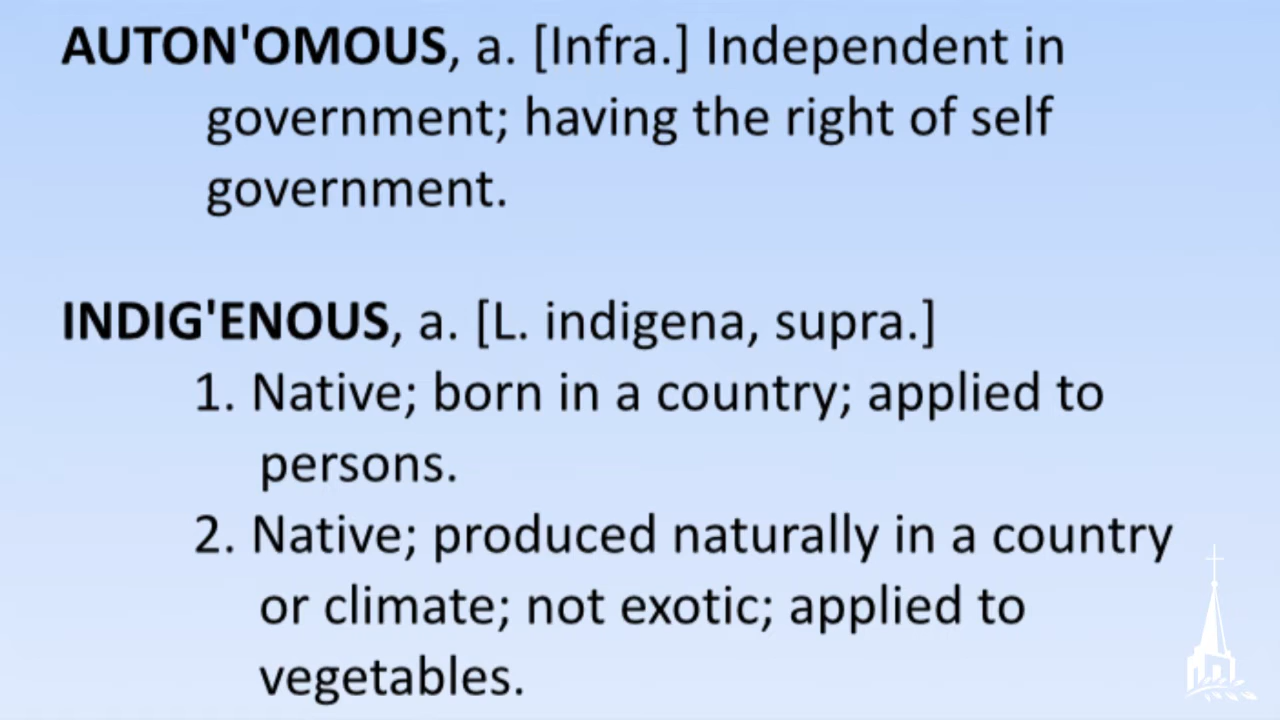 AUTON'OMOUS, a. [Infra.] Independent in
government; having the right of self
government.
INDIG'ENOUS, a. [L. indigena, supra.]
1. Native; born in a country; applied to
persons.
2. Native; produced naturally in a country
or climate; not exotic; applied to
vegetables.